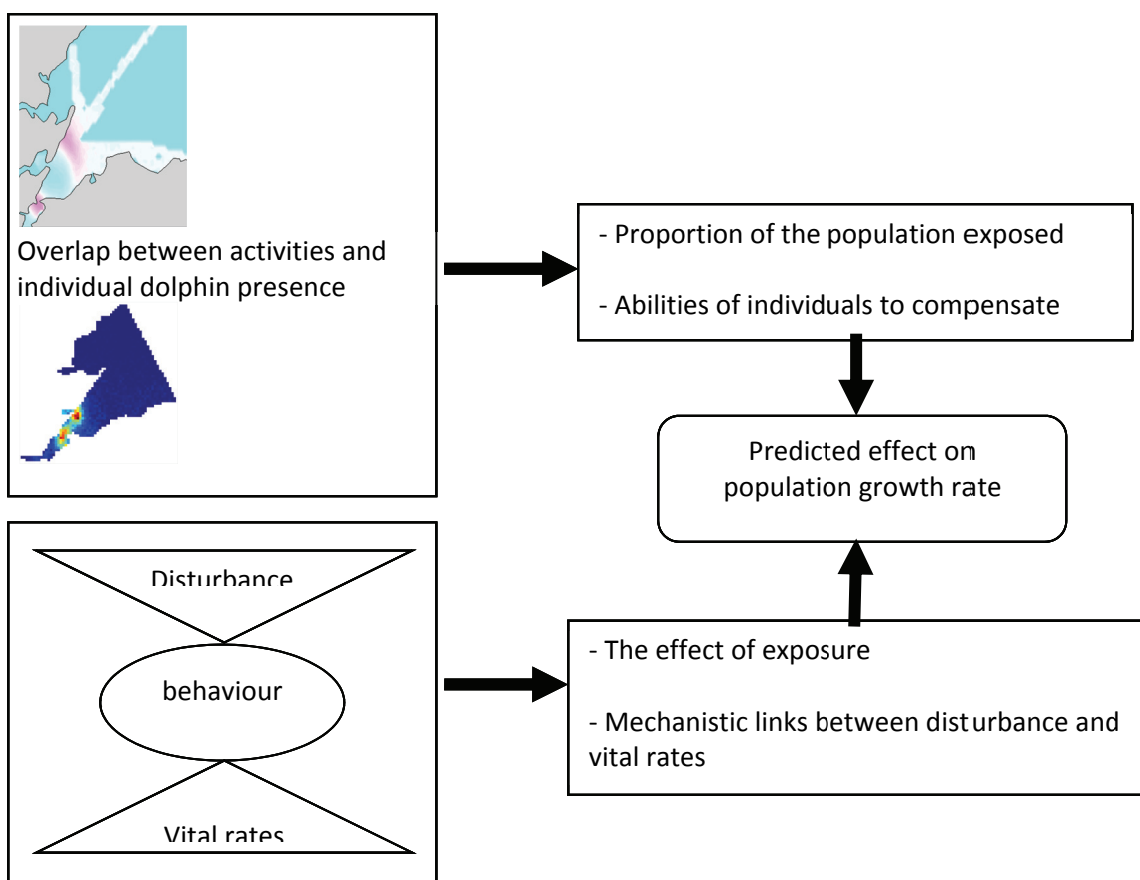 Overlap between activities and
individual dolphin presence
- Proportion of the population exposed
- Abilities of individuals to compensate
Predicted effect on
population growth rate
Disturbance
behaviour
Vital rates
- The effect of exposure
- Mechanistic links between disturbance and
vital rates